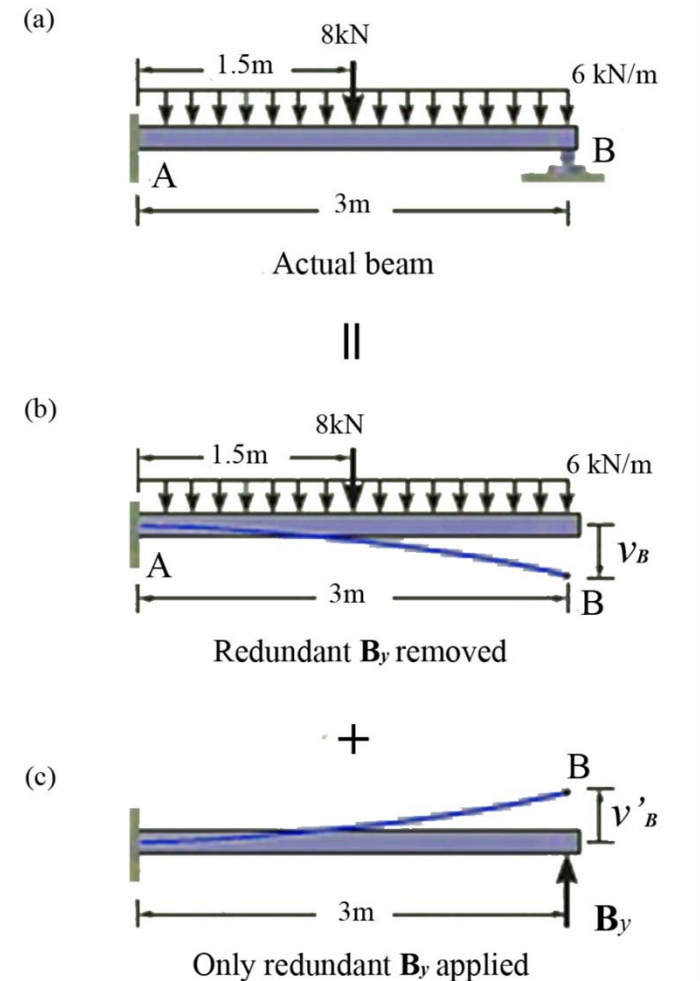 (a)
8kN
1.5m
6 kN/m
A
B
3m
Actual beam
=
(b)
8kN
1.5m
6 kN/m
A
vB
3m
B
Redundant By removed
+
(c)
B
v’B
3m
By
Only redundant By applied